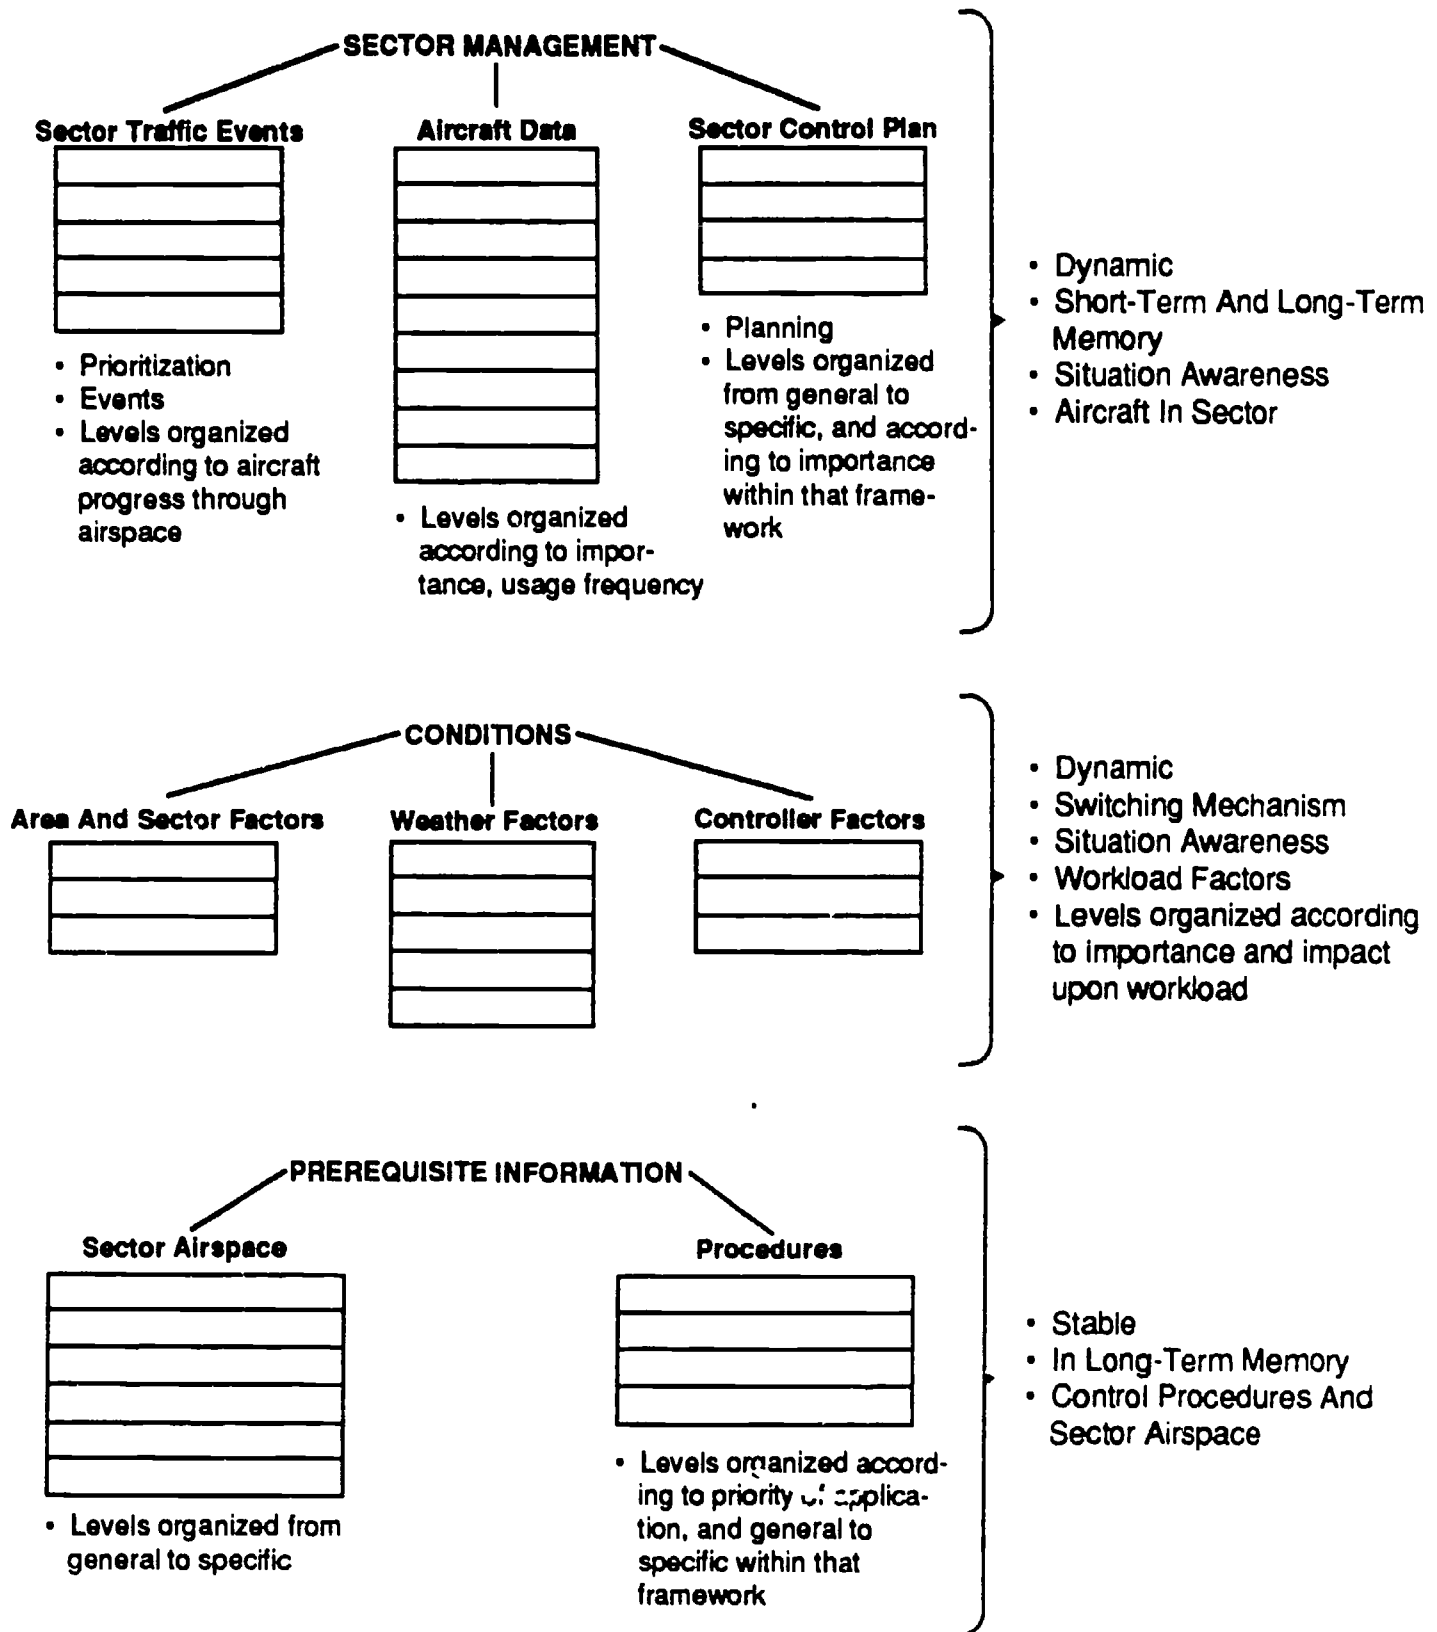 SECTOR MANAGEMENT
Sector Traffic Events
• Prioritization
• Events
• Levels organized
according to aircraft
progress through
airspace
Aircraft Data
• Levels organized
according to impor-
tance, usage frequency
Sector Control Plan
• Planning
• Levels organized
from general to
specific, and accord-
ing to importance
within that frame-
work
• Dynamic
• Short-Term And Long-Term
Memory
• Situation Awareness
• Aircraft In Sector
CONDITIONS
Area And Sector Factors
Weather Factors
Controller Factors
• Dynamic
• Switching Mechanism
• Situation Awareness
• Workload Factors
• Levels organized according
to importance and impact
upon workload
PREREQUISITE INFORMATION
Sector Airspace
• Levels organized from
general to specific
Procedures
• Levels organized accord-
ing to priority of applica-
tion, and general to
specific within that
framework
• Stable
• In Long-Term Memory
• Control Procedures And
Sector Airspace